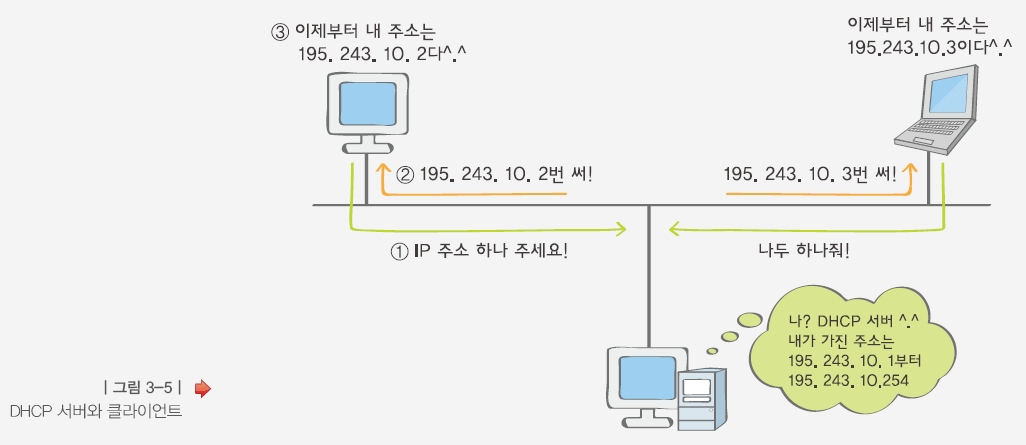 ③ 이제부터 내 주소는
195. 243. 10. 2다^.^
이제부터 내 주소는
195.243.10.3이다^.^
② 195. 243. 10. 2번 써!
195. 243. 10. 3번 써!
① IP 주소 하나 주세요!
나두 하나줘!
나? DHCP 서버 ^.^
내가 가진 주소는
195. 243. 10. 1부터
195. 243. 10.254
| 그림 3-5 |
DHCP 서버와 클라이언트